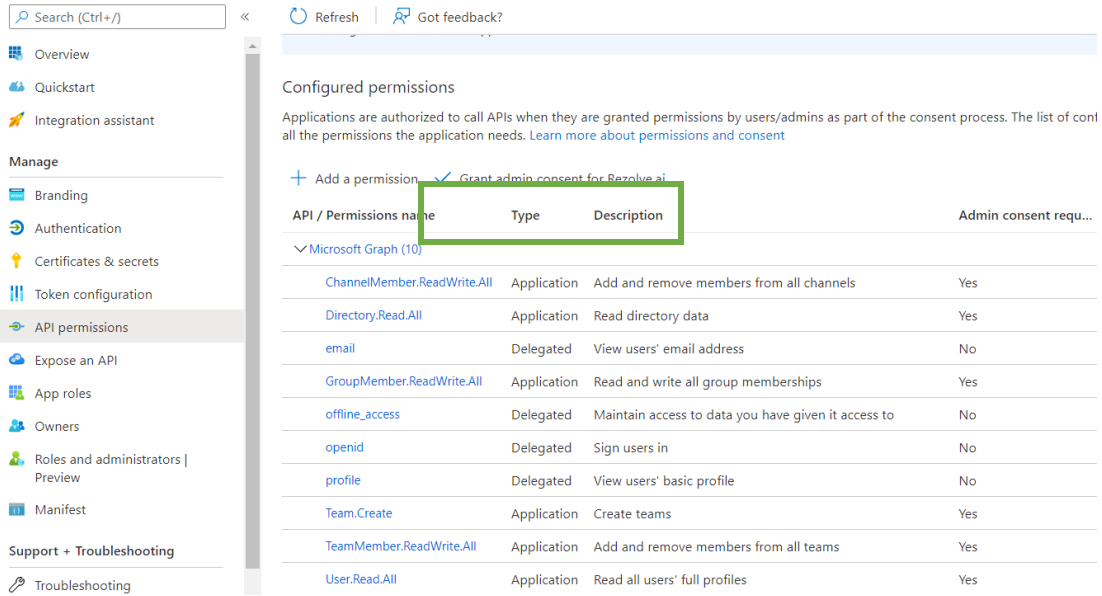 Search (Ctrl+/)
«
Refresh
Got feedback?
Overview
Quickstart
Integration assistant
Manage
Branding
Authentication
Certificates & secrets
Token configuration
API permissions
Expose an API
App roles
Owners
Roles and administrators |
Preview
Manifest
Support + Troubleshooting
Troubleshooting
Configured permissions
Applications are authorized to call APIs when they are granted permissions by users/admins as part of the consent process. The list of conf
all the permissions the application needs. Learn more about permissions and consent
Add a permission Grant admin consent for Rezolve.ai
API / Permissions name Type Description Admin consent requ...
Microsoft Graph (10)
ChannelMember.ReadWrite.All Application Add and remove members from all channels Yes
Directory.Read.All Application Read directory data Yes
email Delegated View users' email address No
GroupMember.ReadWrite.All Application Read and write all group memberships Yes
offline_access Delegated Maintain access to data you have given it access to No
openid Delegated Sign users in No
profile Delegated View users' basic profile No
Team.Create Application Create teams Yes
TeamMember.ReadWrite.All Application Add and remove members from all teams Yes
User.Read.All Application Read all users' full profiles Yes